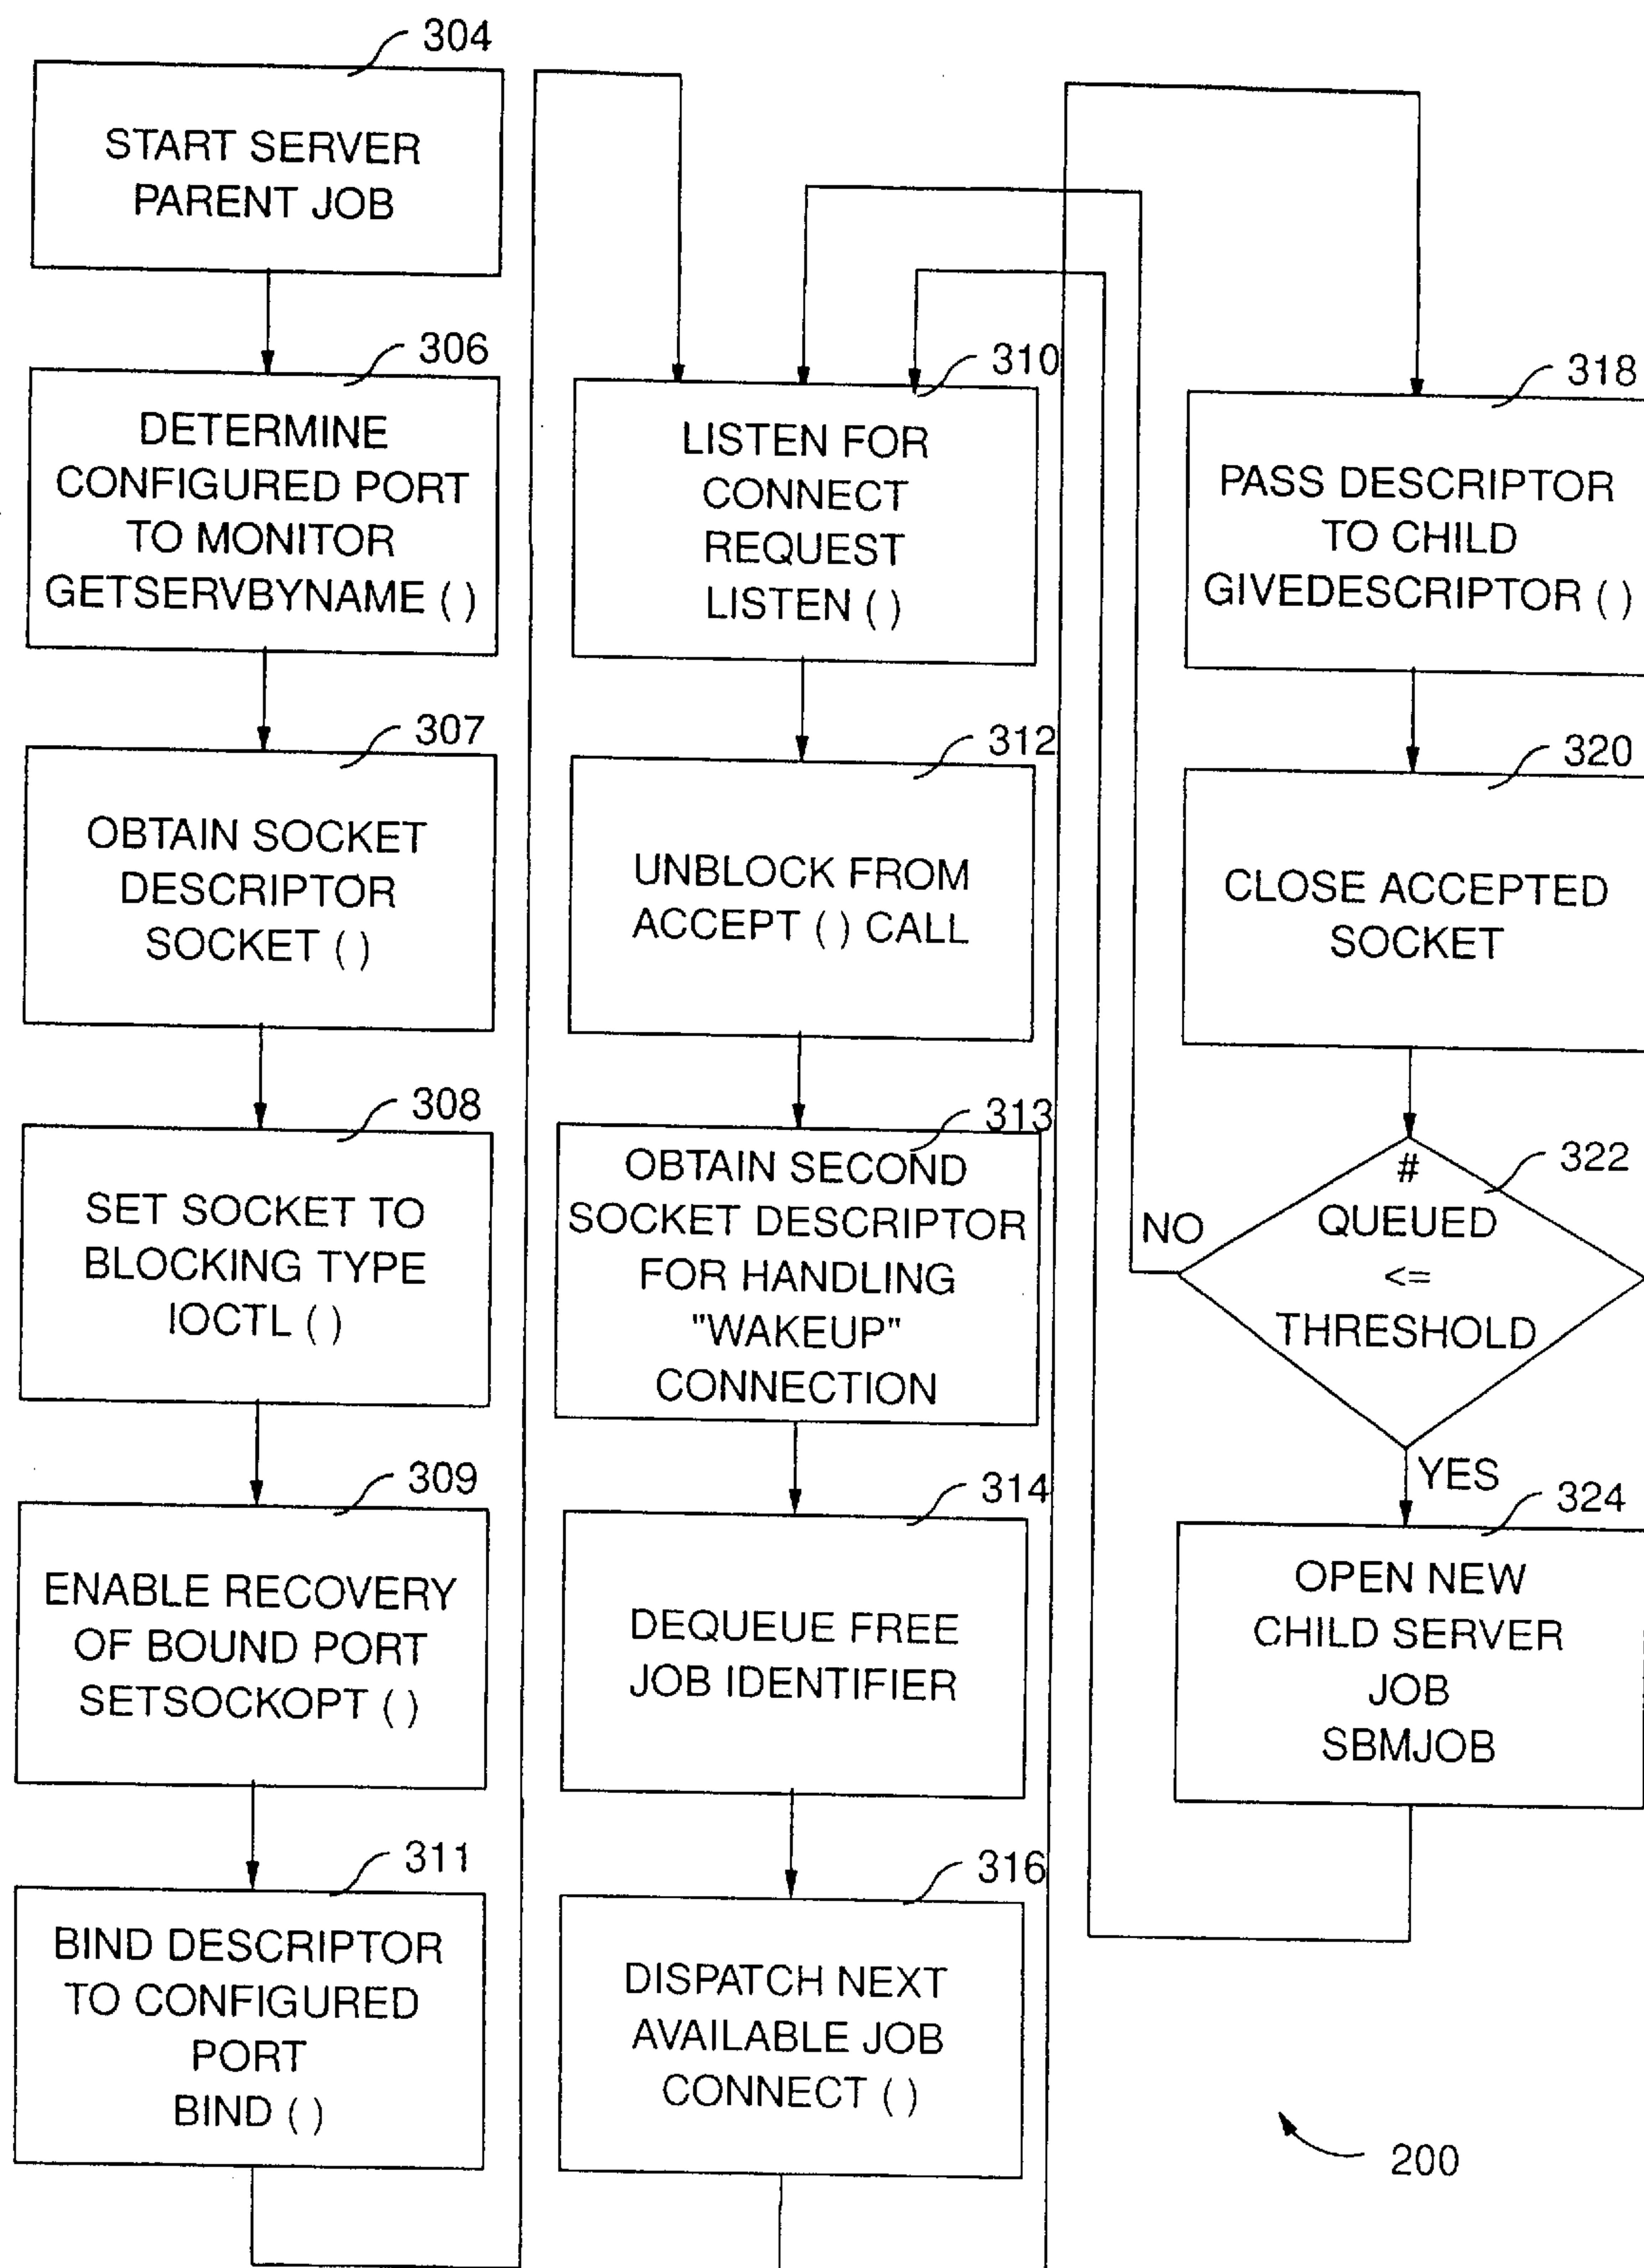 304
START SERVER
PARENT JOB
306
DETERMINE
CONFIGURED PORT
TO MONITOR
GETSERVBYNAME ( )
307
OBTAIN SOCKET
DESCRIPTOR
SOCKET ( )
308
SET SOCKET TO
BLOCKING TYPE
IOCTL ( )
309
ENABLE RECOVERY
OF BOUND PORT
SETSOCKOPT ( )
311
BIND DESCRIPTOR
TO CONFIGURED
PORT
BIND ( )
310
LISTEN FOR
CONNECT
REQUEST
LISTEN ( )
312
UNBLOCK FROM
ACCEPT ( ) CALL
313
OBTAIN SECOND
SOCKET DESCRIPTOR
FOR HANDLING
"WAKEUP"
CONNECTION
314
DEQUEUE FREE
JOB IDENTIFIER
316
DISPATCH NEXT
AVAILABLE JOB
CONNECT ( )
318
PASS DESCRIPTOR
TO CHILD
GIVEDESCRIPTOR ( )
320
CLOSE ACCEPTED
SOCKET
322
#
QUEUED
<=
THRESHOLD
NO
YES
324
OPEN NEW
CHILD SERVER
JOB
SBMJOB
200